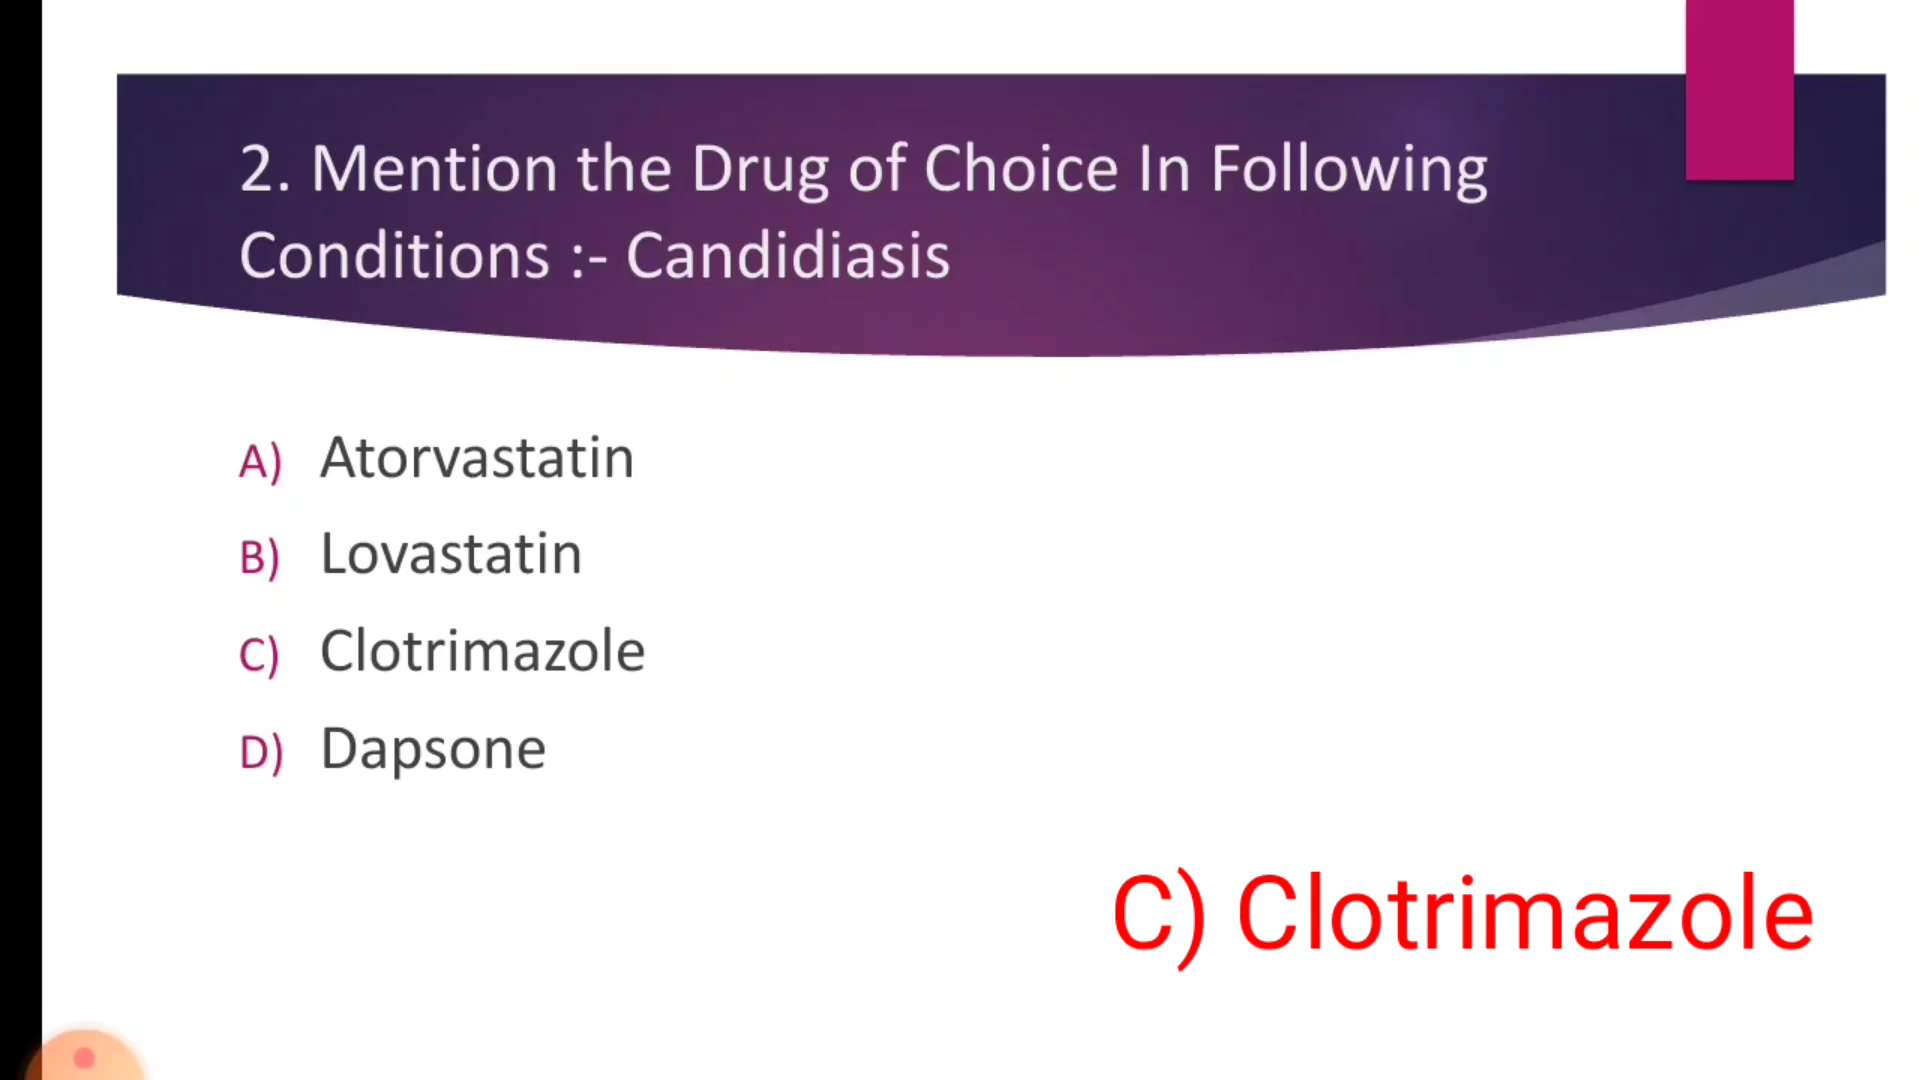 2. Mention the Drug of Choice In Following
Conditions :- Candidiasis
A) Atorvastatin
B) Lovastatin
C) Clotrimazole
D) Dapsone
C) Clotrimazole